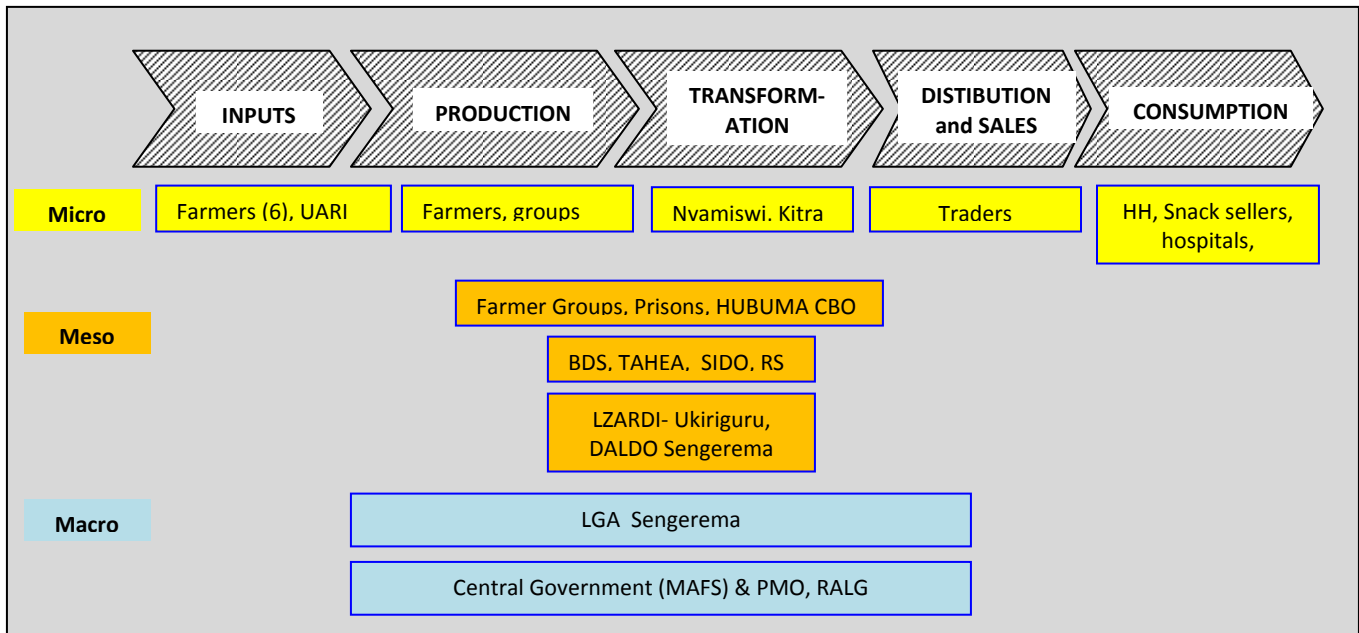 INPUTS
PRODUCTION
TRANSFORM-
ATION
DISTIBUTION
and SALES
CONSUMPTION
Micro
Farmers (6), UARI
Farmers, groups
Nyamiswi. Kitra
Traders
HH, Snack sellers,
hospitals,
Meso
Farmer Groups, Prisons, HUBUMA CBO
BDS, TAHEA, SIDO, RS
LZARDI- Ukiriguru,
DALDO Sengerema
Macro
LGA Sengerema
Central Government (MAFS) & PMO, RALG